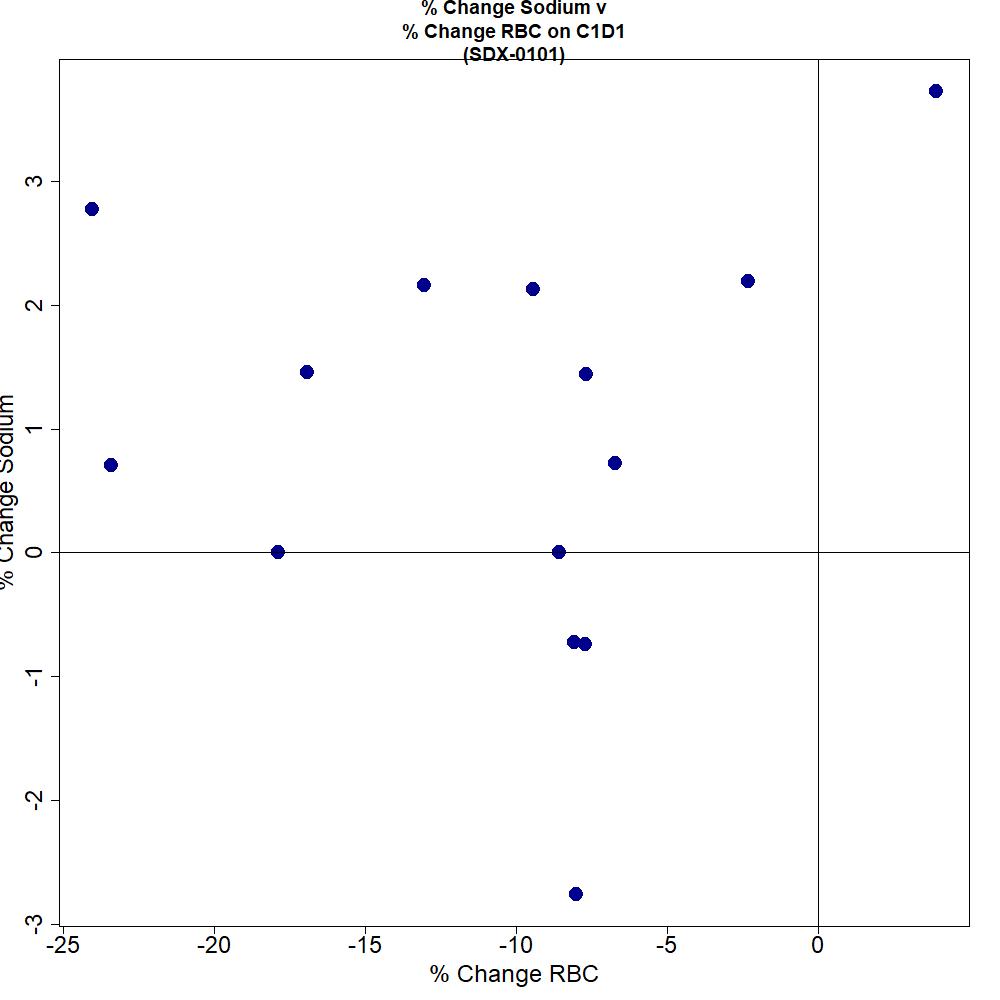 % Change Sodium v
% Change RBC on C1D1
(SDX-0101)
% Change Sodium
3
2
1
0
-1
-2
-3
-25
-20
-15
-10
-5
0
% Change RBC